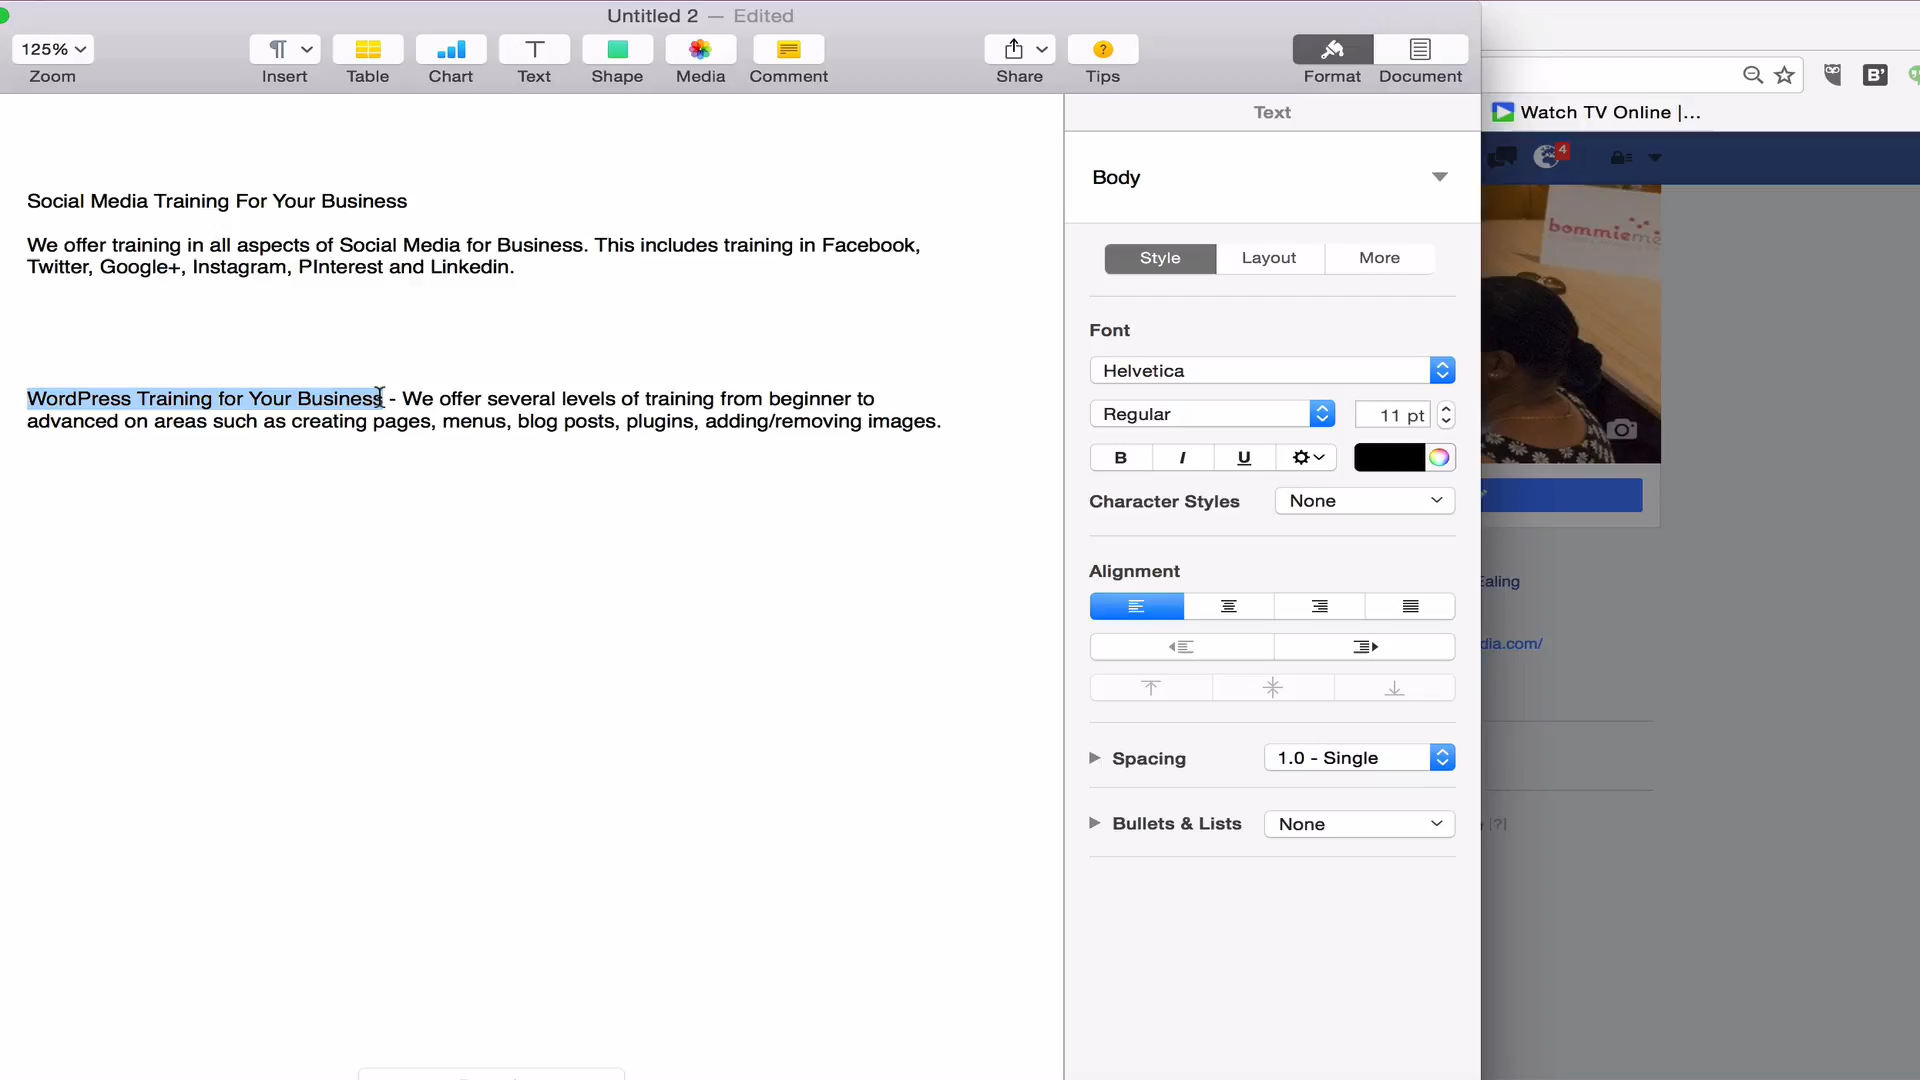 Untitled 2 — Edited
125%
Zoom
Insert
Table
Chart
Text
Shape
Media
Comment
Share
Tips
Format
Document
Watch TV Online |...
B'
4
Text
Body
bommieme
Social Media Training For Your Business
We offer training in all aspects of Social Media for Business. This includes training in Facebook,
Twitter, Google+, Instagram, PInterest and Linkedin.
Style
Layout
More
Font
Helvetica
WordPress Training for Your Business - We offer several levels of training from beginner to
advanced on areas such as creating pages, menus, blog posts, plugins, adding/removing images.
Regular
11 pt
B I U
Character Styles
None
Alignment
Ealing
dia.com/
Spacing
1.0 - Single
Bullets & Lists
None
[?]